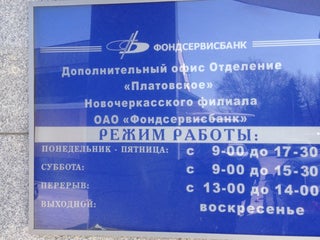 ФОНДСЕРВИСБАНК
Дополнительный офис Отделение
«Платовское»
Новочеркасского филиала
ОАО «Фондсервисбанк»
РЕЖИМ РАБОТЫ:
ПОНЕДЕЛЬНИК - ПЯТНИЦА: с 9-00 до 17-30
СУББОТА: с 9-00 до 15-30
ПЕРЕРЫВ: с 13-00 до 14-00
ВЫХОДНОЙ: воскресенье